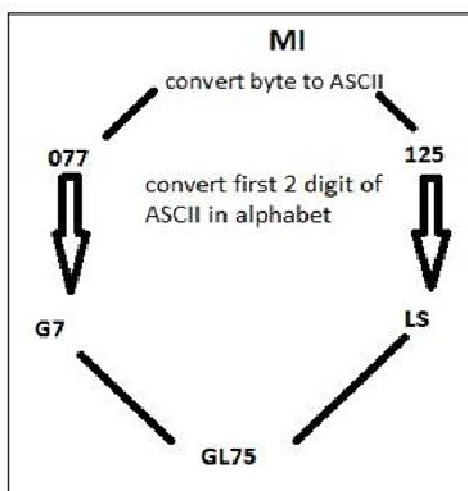 MI
convert byte to ASCII
077
125
convert first 2 digit of
ASCII in alphabet
G7
LS
GL75